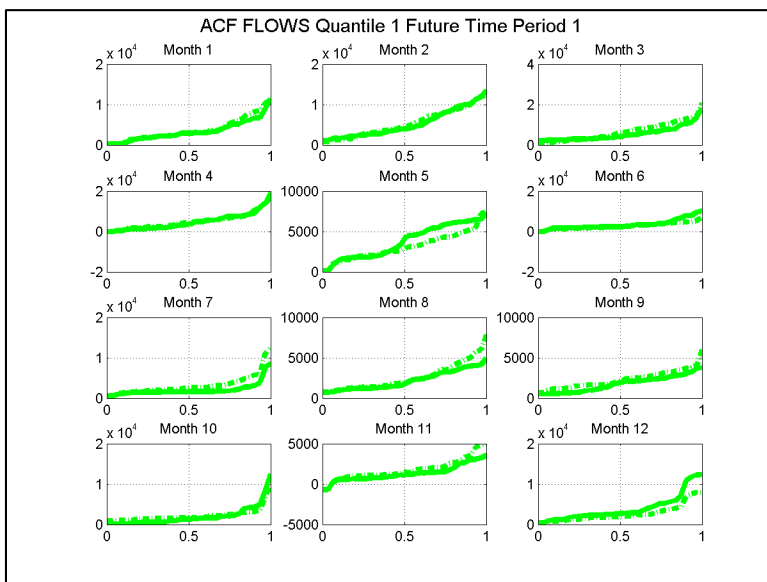 ACF FLOWS Quantile 1 Future Time Period 1
x 10^4 Month 1
2
1
0
0 0.5 1
x 10^4 Month 2
2
1
0
0 0.5 1
x 10^4 Month 3
4
2
0
0 0.5 1
x 10^4 Month 4
2
1
0
0 0.5 1
Month 5
10000
5000
0
0 0.5 1
x 10^4 Month 6
2
0
-2
0 0.5 1
x 10^4 Month 7
2
1
0
0 0.5 1
Month 8
10000
5000
0
0 0.5 1
Month 9
10000
5000
0
0 0.5 1
x 10^4 Month 10
2
1
0
0 0.5 1
Month 11
5000
0
-5000
0 0.5 1
x 10^4 Month 12
2
1
0
0 0.5 1